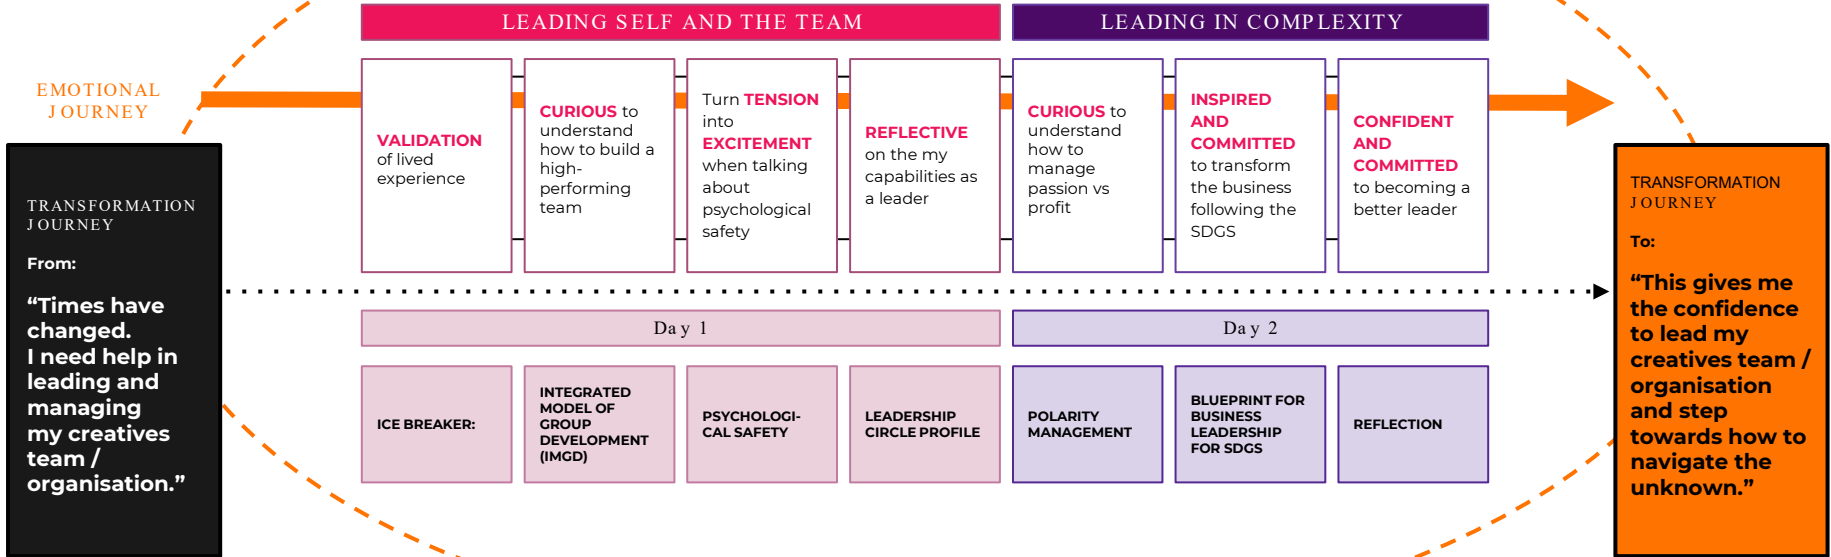 LEADING SELF AND THE TEAM
LEADING IN COMPLEXITY
EMOTIONAL
JOURNEY
VALIDATION
of lived
experience
CURIOUS to
understand
how to build a
high-
performing
team
Turn TENSION
into
EXCITEMENT
when talking
about
psychological
safety
REFLECTIVE
on the my
capabilities as
a leader
CURIOUS to
understand
how to
manage
passion vs
profit
INSPIRED
AND
COMMITTED
to transform
the business
following the
SDGS
CONFIDENT
AND
COMMITTED
to becoming a
better leader
TRANSFORMATION
JOURNEY
From:
“Times have
changed.
I need help in
leading and
managing
my creatives
team /
organisation.”
TRANSFORMATION
JOURNEY
To:
“This gives me
the confidence
to lead my
creatives team /
organisation
and step
towards how to
navigate the
unknown.”
Day 1
Day 2
ICE BREAKER:
INTEGRATED
MODEL OF
GROUP
DEVELOPMENT
(IMGD)
PSYCHOLOGI-
CAL SAFETY
LEADERSHIP
CIRCLE PROFILE
POLARITY
MANAGEMENT
BLUEPRINT FOR
BUSINESS
LEADERSHIP
FOR SDGS
REFLECTION